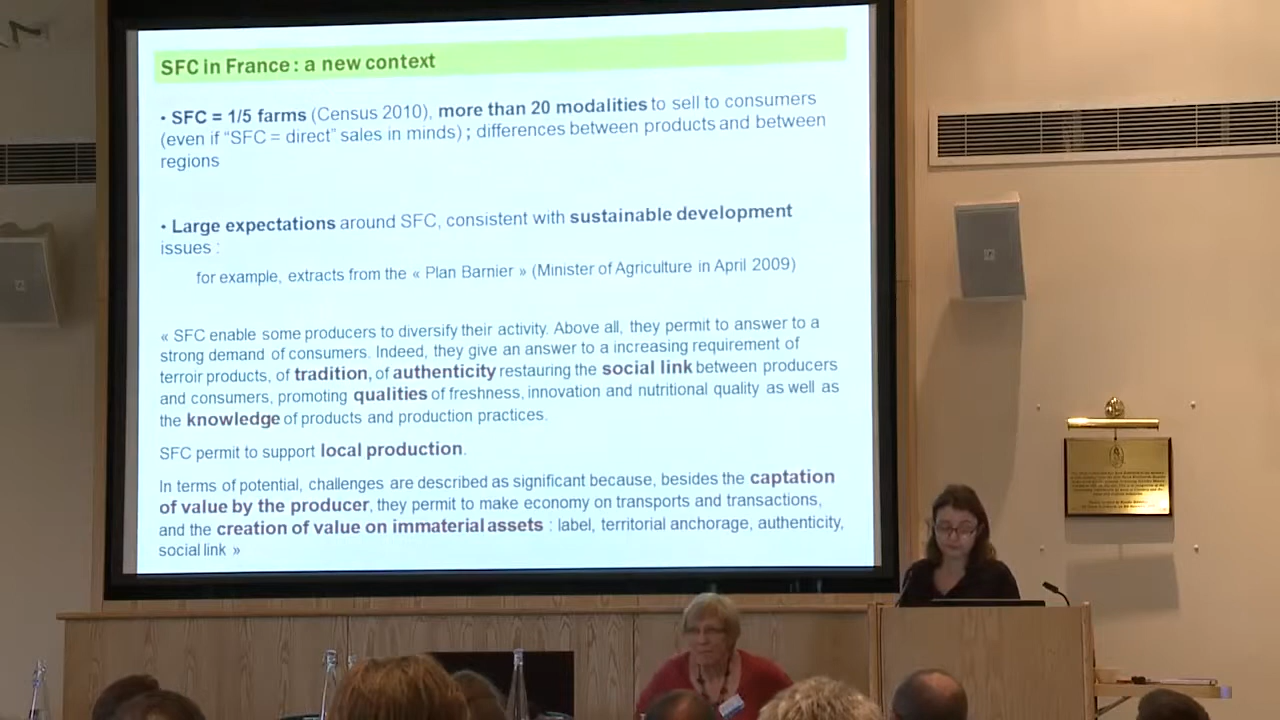 SFC in France : a new context
• SFC = 1/5 farms (Census 2010), more than 20 modalities to sell to consumers
(even if "SFC = direct" sales in minds) ; differences between products and between
regions
• Large expectations around SFC, consistent with sustainable development
issues :
for example, extracts from the « Plan Barnier » (Minister of Agriculture in April 2009)
« SFC enable some producers to diversify their activity. Above all, they permit to answer to a
strong demand of consumers. Indeed, they give an answer to a increasing requirement of
terroir products, of tradition, of authenticity restauring the social link between producers
and consumers, promoting qualities of freshness, innovation and nutritional quality as well as
the knowledge of products and production practices.
SFC permit to support local production.
In terms of potential, challenges are described as significant because, besides the captation
of value by the producer, they permit to make economy on transports and transactions,
and the creation of value on immaterial assets : label, territorial anchorage, authenticity,
social link »